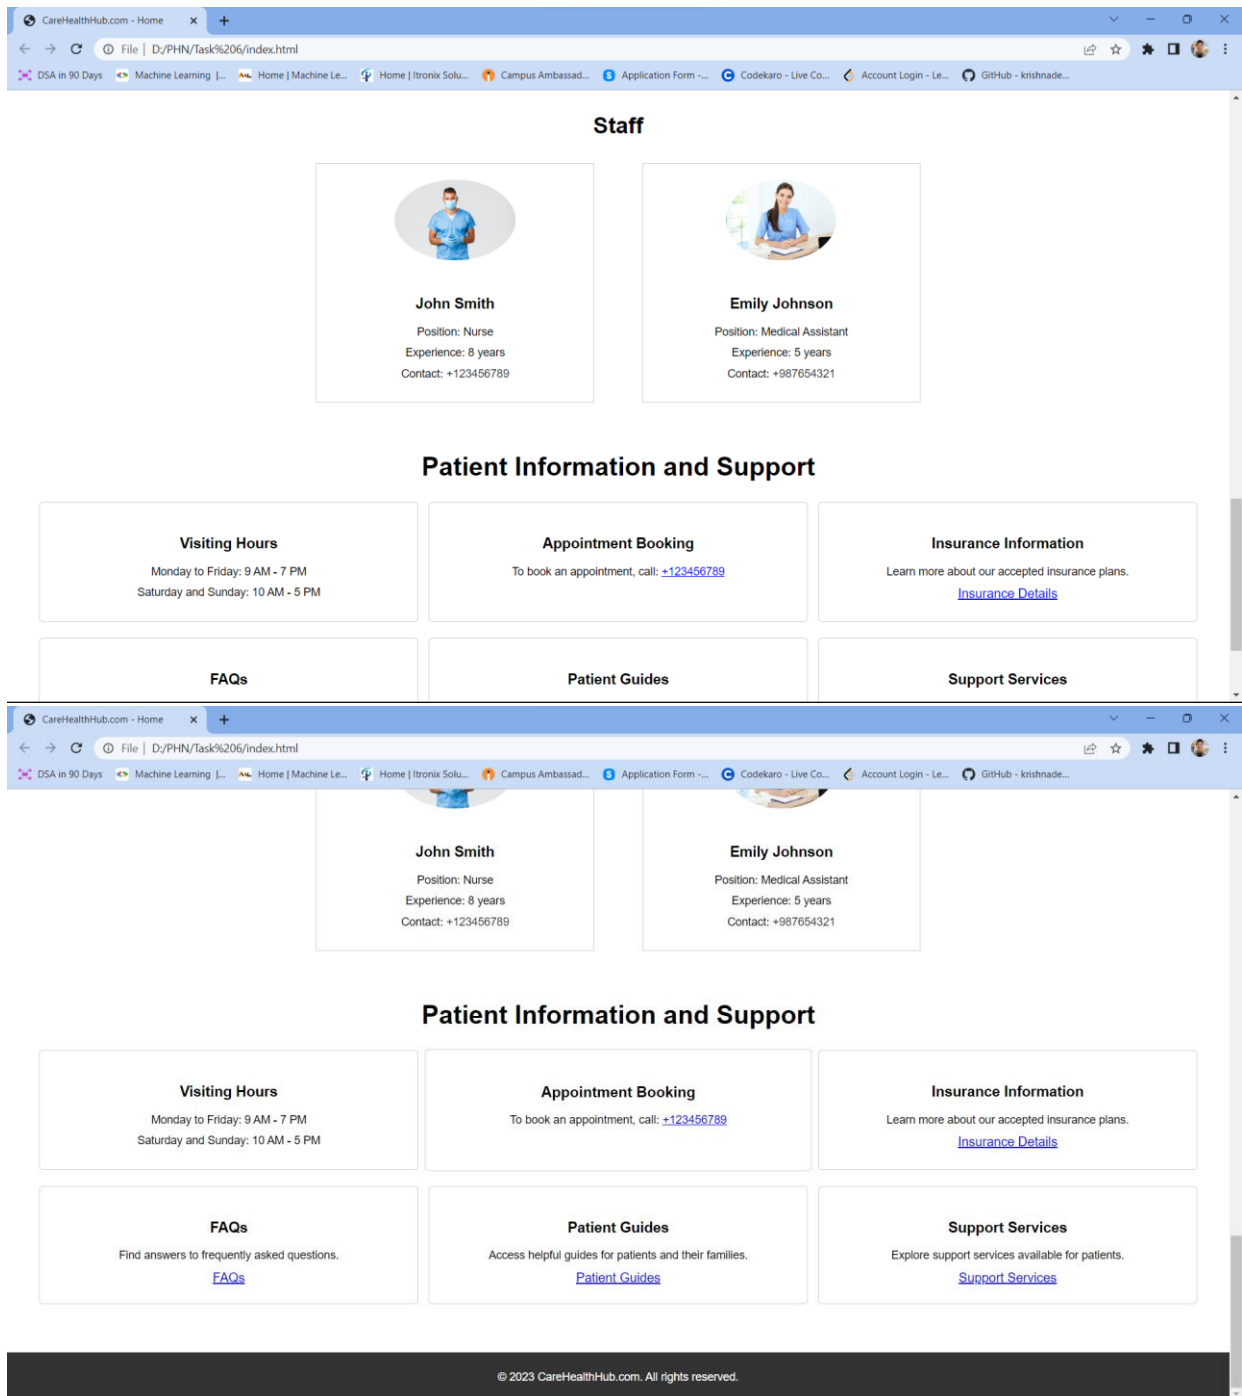 CareHealthHub.com - Home
File | D:/PHN/Task%206/index.html
DSA in 90 Days Machine Learning |... Home | Machine Le... Home | Itronix Solu... Campus Ambassad... Application Form -... Codekaro - Live Co... Account Login - Le... GitHub - krishnade...
Staff
John Smith
Position: Nurse
Experience: 8 years
Contact: +123456789
Emily Johnson
Position: Medical Assistant
Experience: 5 years
Contact: +987654321
Patient Information and Support
Visiting Hours
Monday to Friday: 9 AM - 7 PM
Saturday and Sunday: 10 AM - 5 PM
Appointment Booking
To book an appointment, call: +123456789
Insurance Information
Learn more about our accepted insurance plans.
Insurance Details
FAQs
Patient Guides
Support Services
CareHealthHub.com - Home
File | D:/PHN/Task%206/index.html
DSA in 90 Days Machine Learning |... Home | Machine Le... Home | Itronix Solu... Campus Ambassad... Application Form -... Codekaro - Live Co... Account Login - Le... GitHub - krishnade...
John Smith
Position: Nurse
Experience: 8 years
Contact: +123456789
Emily Johnson
Position: Medical Assistant
Experience: 5 years
Contact: +987654321
Patient Information and Support
Visiting Hours
Monday to Friday: 9 AM - 7 PM
Saturday and Sunday: 10 AM - 5 PM
Appointment Booking
To book an appointment, call: +123456789
Insurance Information
Learn more about our accepted insurance plans.
Insurance Details
FAQs
Find answers to frequently asked questions.
FAQs
Patient Guides
Access helpful guides for patients and their families.
Patient Guides
Support Services
Explore support services available for patients.
Support Services
© 2023 CareHealthHub.com. All rights reserved.